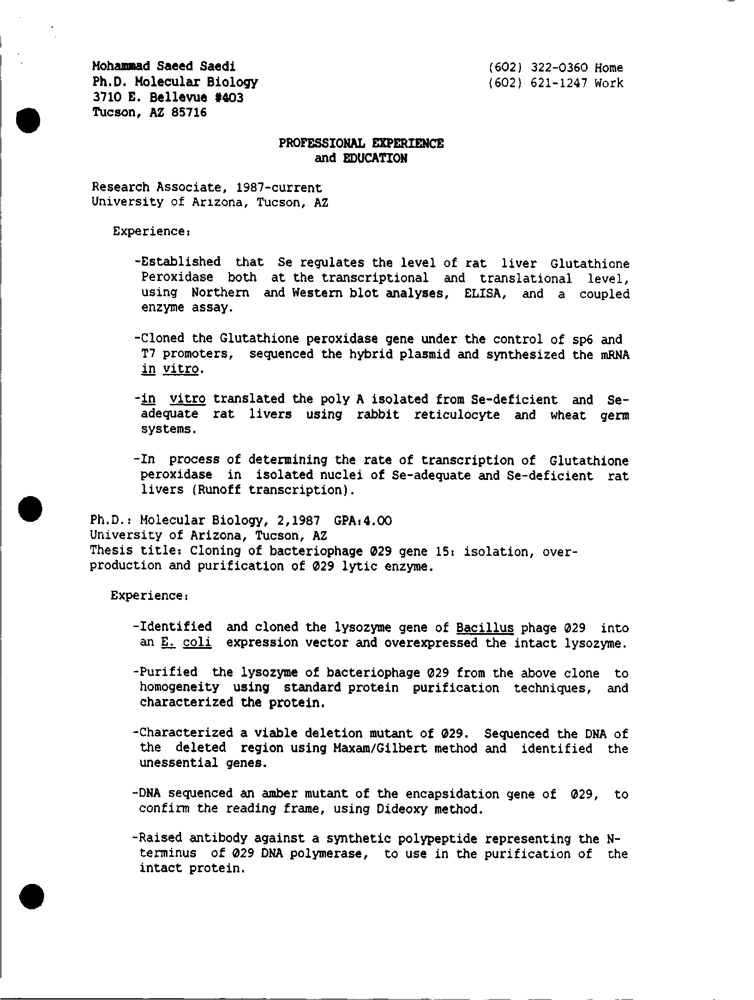 Mohammad Saeed Saedi (602) 322-0360 Home
Ph.D. Molecular Biology (602) 621-1247 Work
3710 E. Bellevue #403
Tucson, AZ 85716
PROFESSIONAL EXPERIENCE
and EDUCATION
Research Associate, 1987-current
University of Arizona, Tucson, AZ
Experience:
-Established that Se regulates the level of rat liver Glutathione
Peroxidase both at the transcriptional and translational level,
using Northern and Western blot analyses, ELISA, and a coupled
enzyme assay.
-Cloned the Glutathione peroxidase gene under the control of sp6 and
T7 promoters, sequenced the hybrid plasmid and synthesized the mRNA
in vitro.
-in vitro translated the poly A isolated from Se-deficient and Se-
adequate rat livers using rabbit reticulocyte and wheat germ
systems.
-In process of determining the rate of transcription of Glutathione
peroxidase in isolated nuclei of Se-adequate and Se-deficient rat
livers (Runoff transcription).
Ph.D.: Molecular Biology, 2,1987 GPA:4.00
University of Arizona, Tucson, AZ
Thesis title: Cloning of bacteriophage Ø29 gene 15: isolation, over-
production and purification of Ø29 lytic enzyme.
Experience:
-Identified and cloned the lysozyme gene of Bacillus phage Ø29 into
an E. coli expression vector and overexpressed the intact lysozyme.
-Purified the lysozyme of bacteriophage Ø29 from the above clone to
homogeneity using standard protein purification techniques, and
characterized the protein.
-Characterized a viable deletion mutant of Ø29. Sequenced the DNA of
the deleted region using Maxam/Gilbert method and identified the
unessential genes.
-DNA sequenced an amber mutant of the encapsidation gene of Ø29, to
confirm the reading frame, using Dideoxy method.
-Raised antibody against a synthetic polypeptide representing the N-
terminus of Ø29 DNA polymerase, to use in the purification of the
intact protein.